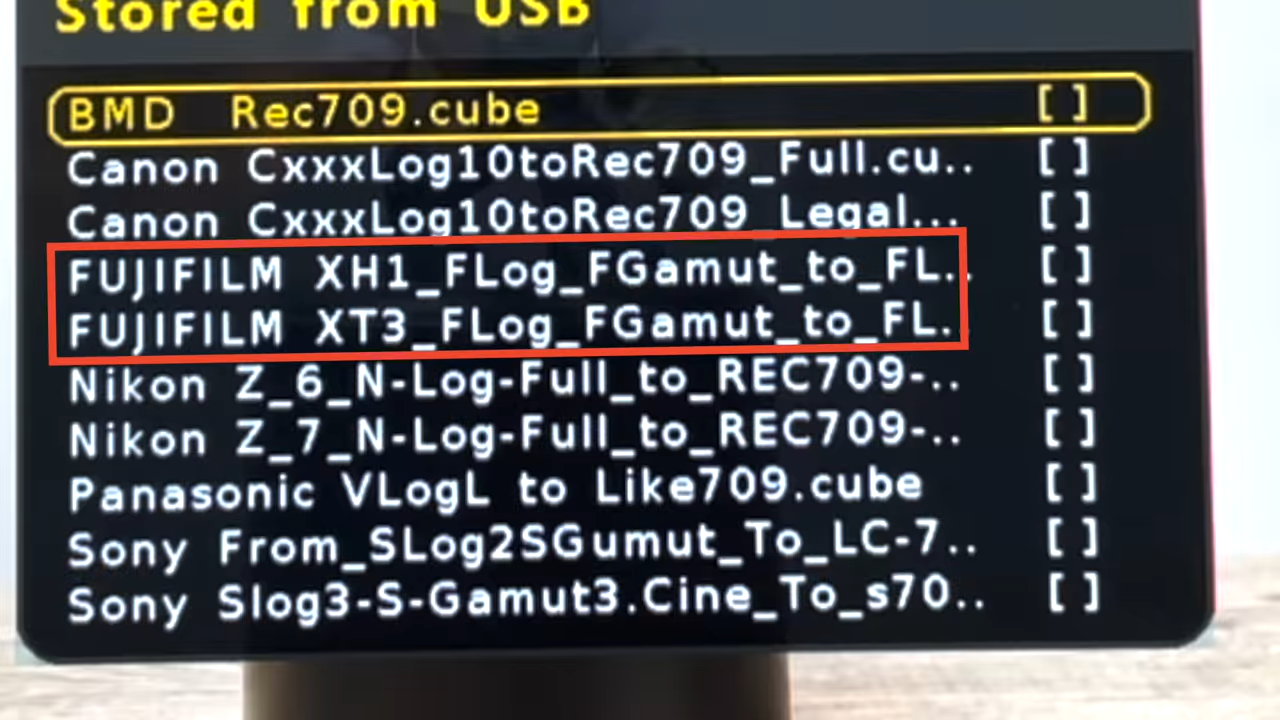 Stored from USB
BMD Rec709.cube [ ]
Canon CxxxLog10toRec709_Full.cu.. [ ]
Canon CxxxLog10toRec709_Legal... [ ]
FUJIFILM XH1_FLog_FGamut_to_FL.. [ ]
FUJIFILM XT3_FLog_FGamut_to_FL.. [ ]
Nikon Z_6_N-Log-Full_to_REC709-.. [ ]
Nikon Z_7_N-Log-Full_to_REC709-.. [ ]
Panasonic VLogL to Like709.cube [ ]
Sony From_SLog2SGumut_To_LC-7.. [ ]
Sony Slog3-S-Gamut3.Cine_To_s70.. [ ]